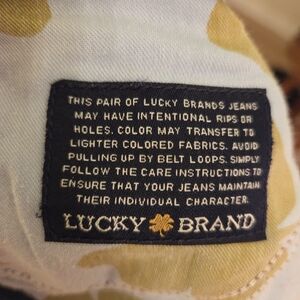 THIS PAIR OF LUCKY BRANDS JEANS
MAY HAVE INTENTIONAL RIPS OR
HOLES. COLOR MAY TRANSFER TO
LIGHTER COLORED FABRICS. AVOID
PULLING UP BY BELT LOOPS. SIMPLY
FOLLOW THE CARE INSTRUCTIONS TO
ENSURE THAT YOUR JEANS MAINTAIN
THEIR INDIVIDUAL CHARACTER.
LUCKY BRAND